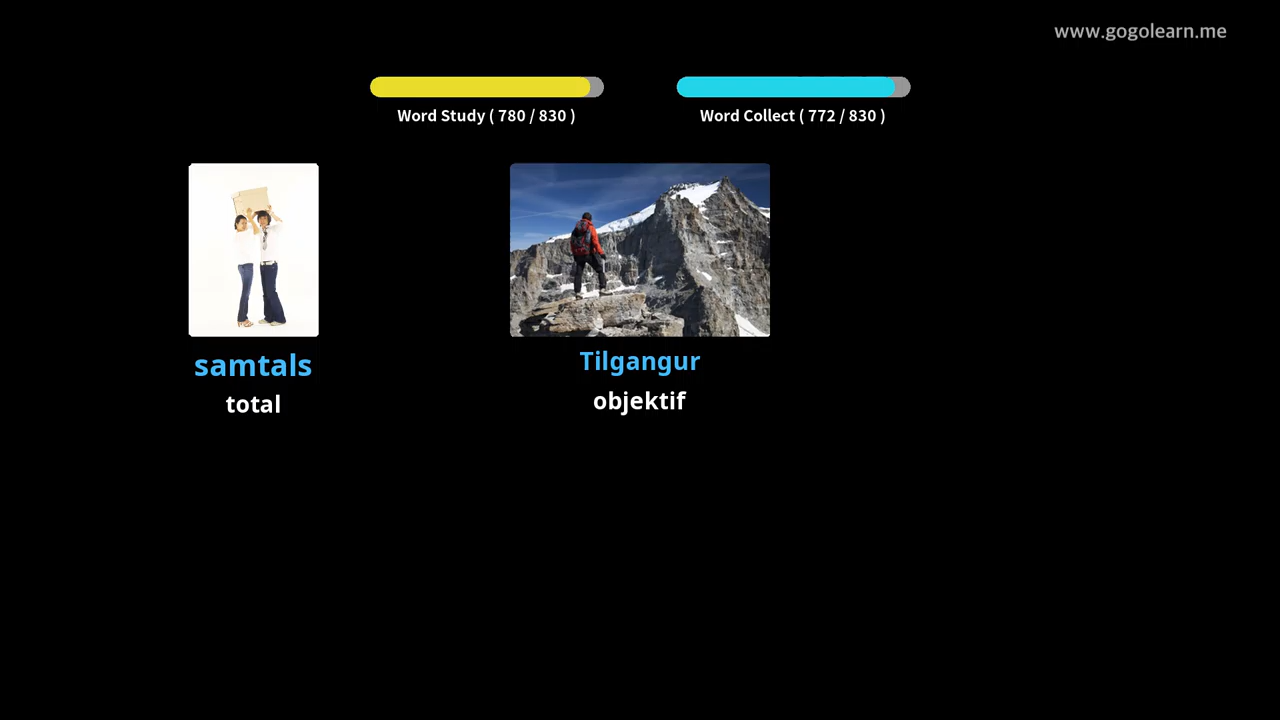 www.gogolearn.me
Word Study ( 780 / 830 )
Word Collect ( 772 / 830 )
samtals
total
Tilgangur
objektif